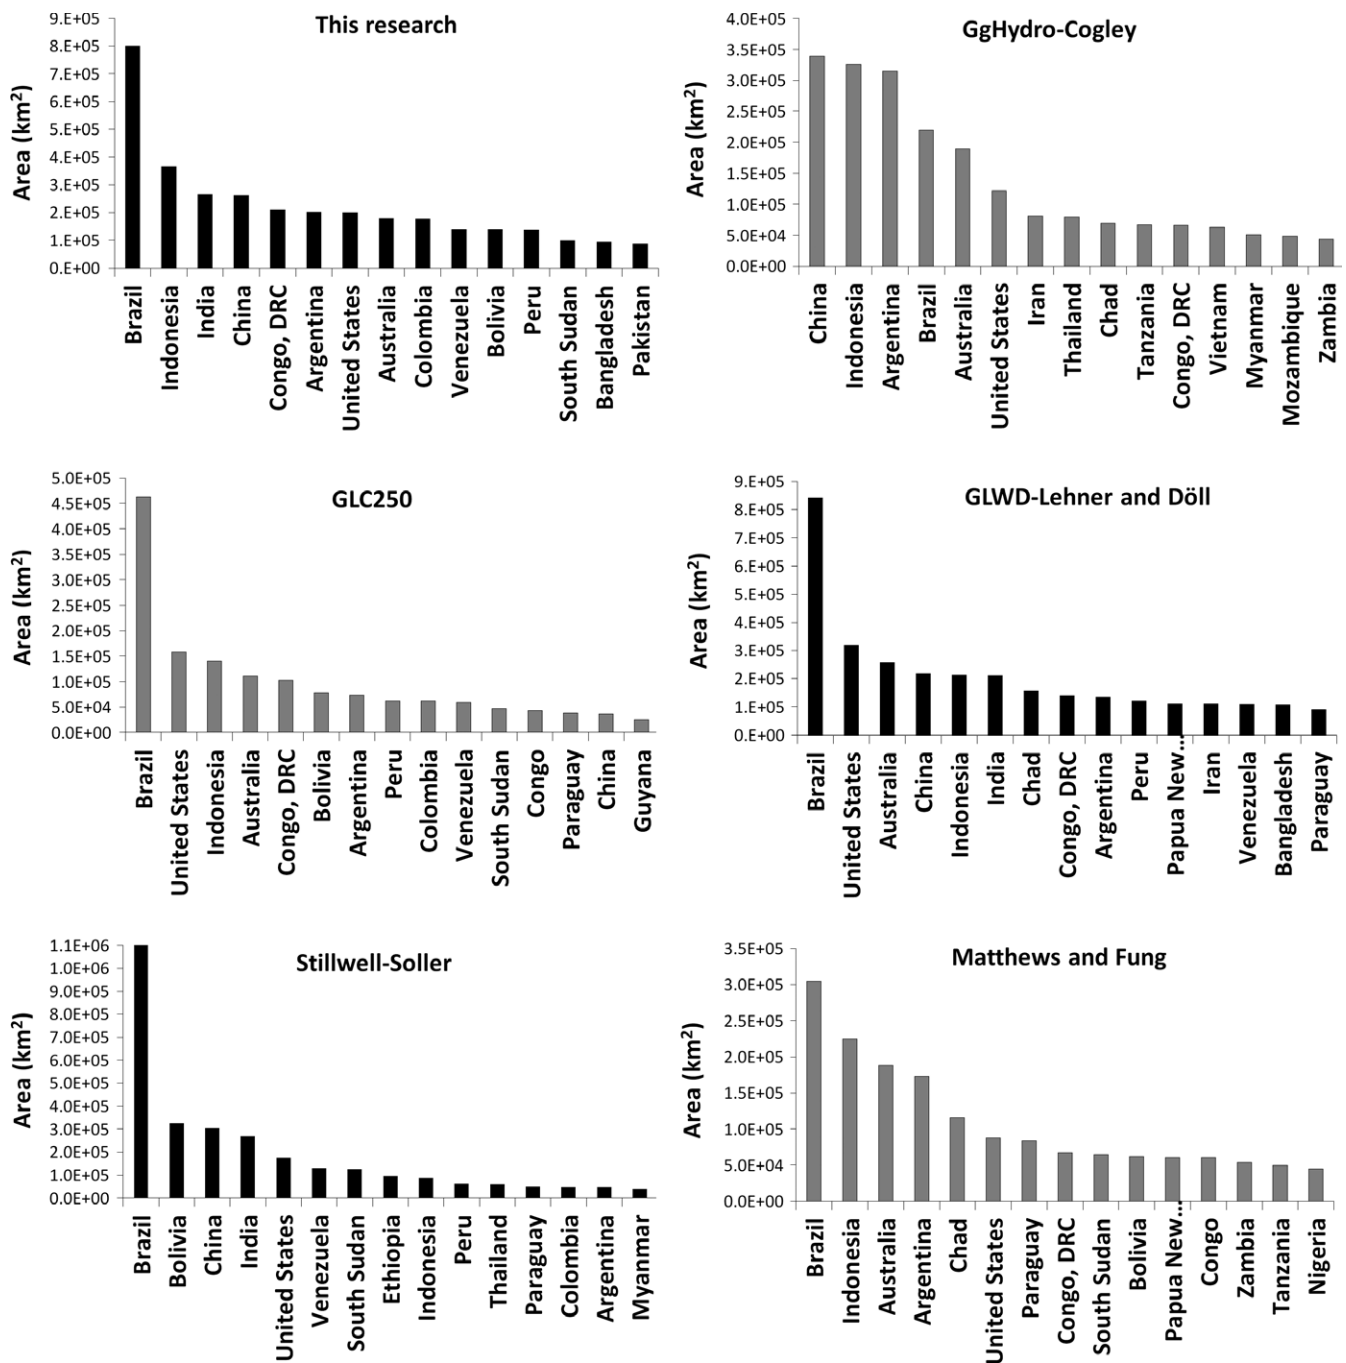 This research
Area (km²)
9.E+05
8.E+05
7.E+05
6.E+05
5.E+05
4.E+05
3.E+05
2.E+05
1.E+05
0.E+00
Brazil
Indonesia
India
China
Congo, DRC
Argentina
United States
Australia
Colombia
Venezuela
Bolivia
Peru
South Sudan
Bangladesh
Pakistan
GgHydro-Cogley
Area (km²)
4.0E+05
3.5E+05
3.0E+05
2.5E+05
2.0E+05
1.5E+05
1.0E+05
5.0E+04
0.0E+00
China
Indonesia
Argentina
Brazil
Australia
United States
Iran
Thailand
Chad
Tanzania
Congo, DRC
Vietnam
Myanmar
Mozambique
Zambia
GLC250
Area (km²)
5.0E+05
4.5E+05
4.0E+05
3.5E+05
3.0E+05
2.5E+05
2.0E+05
1.5E+05
1.0E+05
5.0E+04
0.0E+00
Brazil
United States
Indonesia
Australia
Congo, DRC
Bolivia
Argentina
Peru
Colombia
Venezuela
South Sudan
Congo
Paraguay
China
Guyana
GLWD-Lehner and Döll
Area (km²)
9.E+05
8.E+05
7.E+05
6.E+05
5.E+05
4.E+05
3.E+05
2.E+05
1.E+05
0.E+00
Brazil
United States
Australia
China
Indonesia
India
Chad
Congo, DRC
Argentina
Peru
Papua New...
Iran
Venezuela
Bangladesh
Paraguay
Stillwell-Soller
Area (km²)
1.1E+06
1.0E+06
9.0E+05
8.0E+05
7.0E+05
6.0E+05
5.0E+05
4.0E+05
3.0E+05
2.0E+05
1.0E+05
0.0E+00
Brazil
Bolivia
China
India
United States
Venezuela
South Sudan
Ethiopia
Indonesia
Peru
Thailand
Paraguay
Colombia
Argentina
Myanmar
Matthews and Fung
Area (km²)
3.5E+05
3.0E+05
2.5E+05
2.0E+05
1.5E+05
1.0E+05
5.0E+04
0.0E+00
Brazil
Indonesia
Australia
Argentina
Chad
United States
Paraguay
Congo, DRC
South Sudan
Bolivia
Papua New...
Congo
Zambia
Tanzania
Nigeria